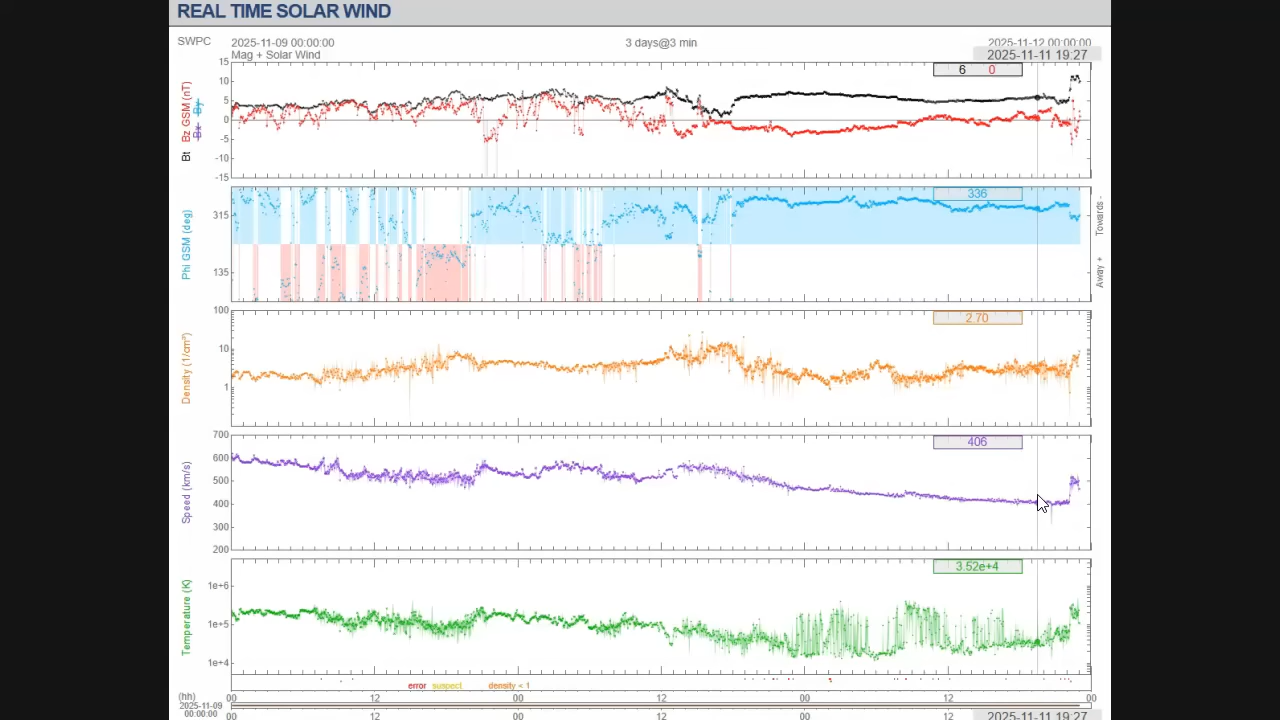 REAL TIME SOLAR WIND
SWPC
2025-11-09 00:00:00
3 days@3 min
2025-11-12 00:00:00
Mag + Solar Wind
2025-11-11 19:27
Bt Bz GSM (nT)
Bx By
15
10
5
0
-5
-10
-15
6 0
Phi GSM (deg)
315
135
336
Towards -
Away +
Density (1/cm³)
100
10
1
2.70
Speed (km/s)
700
600
500
400
300
200
406
Temperature (K)
1e+6
1e+5
1e+4
3.52e+4
error suspect density < 1
(hh)
00 12 00 12 00 12 00
2025-11-09
00:00:00
00 12 00 12 00 12
2025-11-11 19:27